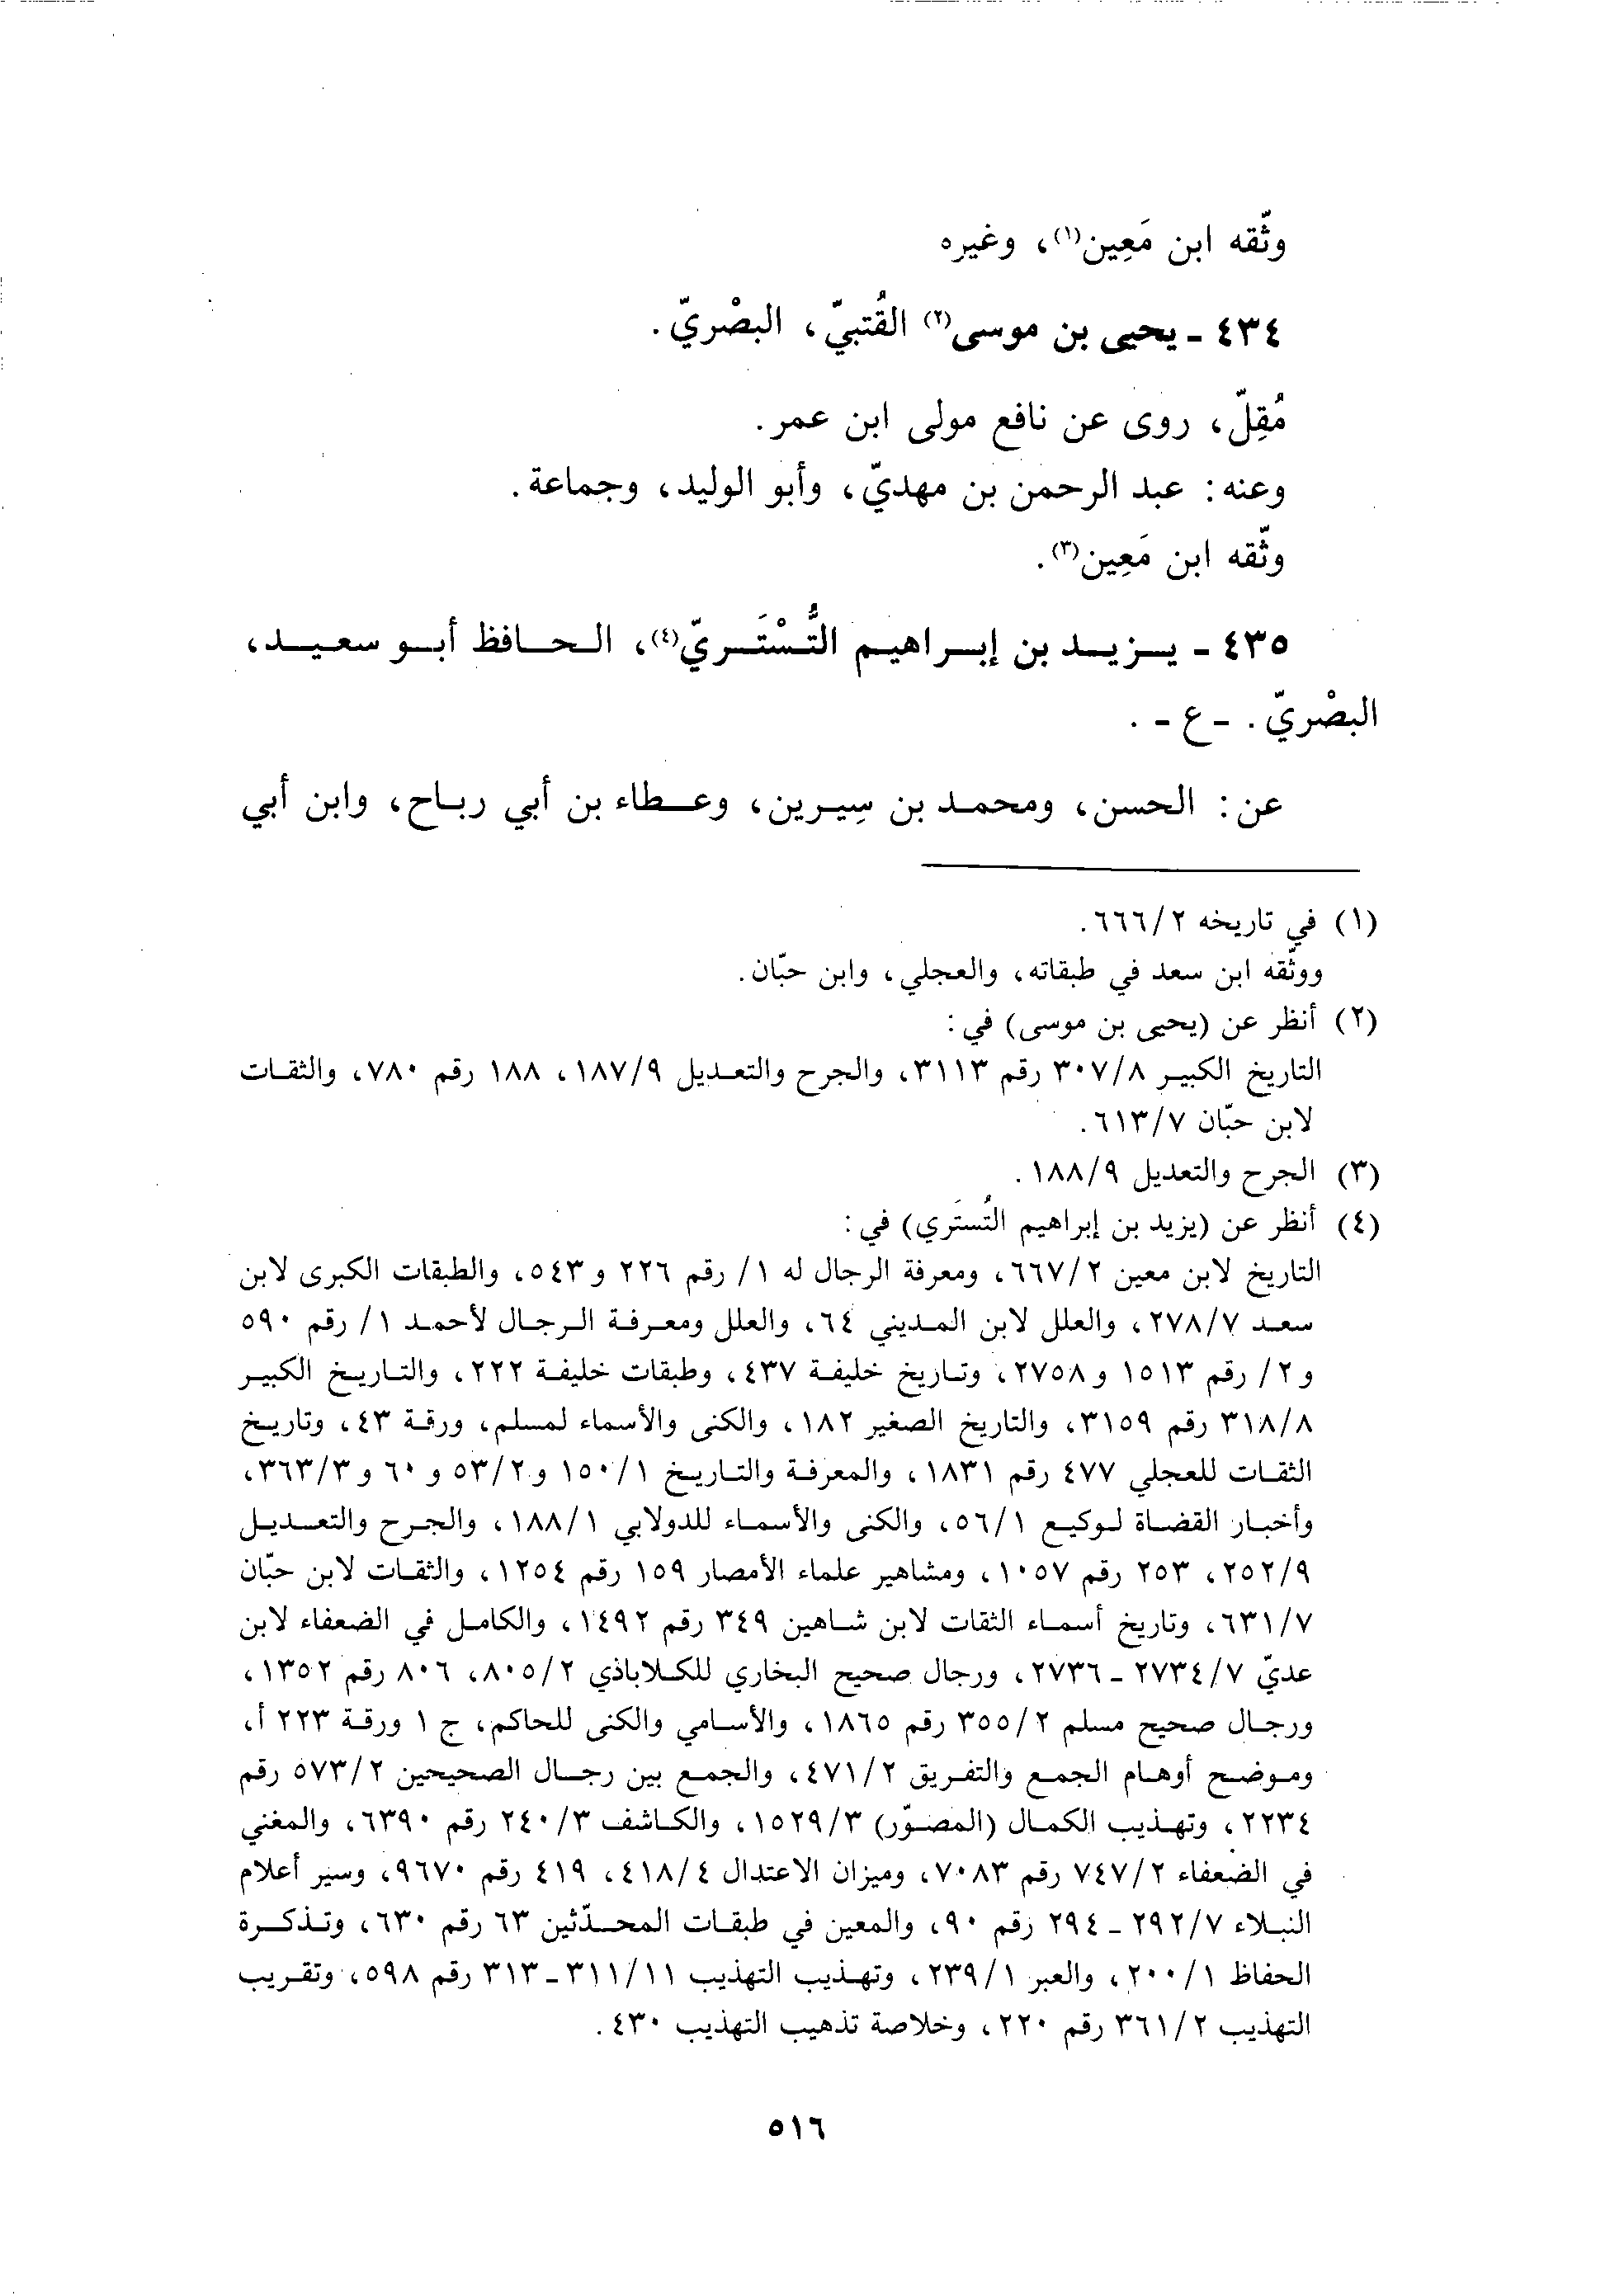 وثّقه ابن مَعِين(١)، وغيره
٤٣٤ - يحيى بن موسى(٢) القُتبيّ، البصْريّ.
مُقِلّ، روى عن نافع مولى ابن عمر.
وعنه: عبد الرحمن بن مهديّ، وأبو الوليد، وجماعة.
وثّقه ابن مَعِين(٣).
٤٣٥ - يزيد بن إبراهيم التُّسْتَريّ(٤)، الحافظ أبو سعيد،
البصْريّ. - ع - .
عن: الحسن، ومحمد بن سِيرين، وعطاء بن أبي رباح، وابن أبي
(١) في تاريخه ٦٦٦/٢.
ووثّقه ابن سعد في طبقاته، والعجلي، وابن حبّان.
(٢) أنظر عن (يحيى بن موسى) في:
التاريخ الكبير ٣٠٧/٨ رقم ٣١١٣، والجرح والتعديل ١٨٧/٩، ١٨٨ رقم ٧٨٠، والثقات
لابن حبّان ٦١٣/٧.
(٣) الجرح والتعديل ١٨٨/٩.
(٤) أنظر عن (يزيد بن إبراهيم التُستَري) في:
التاريخ لابن معين ٦٦٧/٢، ومعرفة الرجال له ١/ رقم ٢٢٦ و ٥٤٣، والطبقات الكبرى لابن
سعد ٢٧٨/٧، والعلل لابن المديني ٦٤، والعلل ومعرفة الرجال لأحمد ١/ رقم ٥٩٠
و ٢/ رقم ١٥١٣ و ٢٧٥٨، وتاريخ خليفة ٤٣٧، وطبقات خليفة ٢٢٢، والتاريخ الكبير
٣١٨/٨ رقم ٣١٥٩، والتاريخ الصغير ١٨٢، والكنى والأسماء لمسلم، ورقة ٤٣، وتاريخ
الثقات للعجلي ٤٧٧ رقم ١٨٣١، والمعرفة والتاريخ ١٥٠/١ و ٥٣/٢ و ٦٠ و ٣٦٣/٣،
وأخبار القضاة لوكيع ٥٦/١، والكنى والأسماء للدولابي ١٨٨/١، والجرح والتعديل
٢٥٢/٩، ٢٥٣ رقم ١٠٥٧، ومشاهير علماء الأمصار ١٥٩ رقم ١٢٥٤، والثقات لابن حبّان
٦٣١/٧، وتاريخ أسماء الثقات لابن شاهين ٣٤٩ رقم ١٤٩٢، والكامل في الضعفاء لابن
عديّ ٢٧٣٤/٧ - ٢٧٣٦، ورجال صحيح البخاري للكلاباذي ٨٠٥/٢، ٨٠٦ رقم ١٣٥٢،
ورجال صحيح مسلم ٣٥٥/٢ رقم ١٨٦٥، والأسامي والكنى للحاكم، ج ١ ورقة ٢٢٣ أ،
وموضح أوهام الجمع والتفريق ٤٧١/٢، والجمع بين رجال الصحيحين ٥٧٣/٢ رقم
٢٢٣٤، وتهذيب الكمال (المصوّر) ١٥٢٩/٣، والكاشف ٢٤٠/٣ رقم ٦٣٩٠، والمغني
في الضعفاء ٧٤٧/٢ رقم ٧٠٨٣، وميزان الاعتدال ٤١٨/٤، ٤١٩ رقم ٩٦٧٠، وسير أعلام
النبلاء ٢٩٢/٧ - ٢٩٤ رقم ٩٠، والمعين في طبقات المحدّثين ٦٣ رقم ٦٣٠، وتذكرة
الحفاظ ٢٠٠/١، والعبر ٢٣٩/١، وتهذيب التهذيب ٣١١/١١ - ٣١٣ رقم ٥٩٨، وتقريب
التهذيب ٣٦١/٢ رقم ٢٢٠، وخلاصة تذهيب التهذيب ٤٣٠.
٥١٦